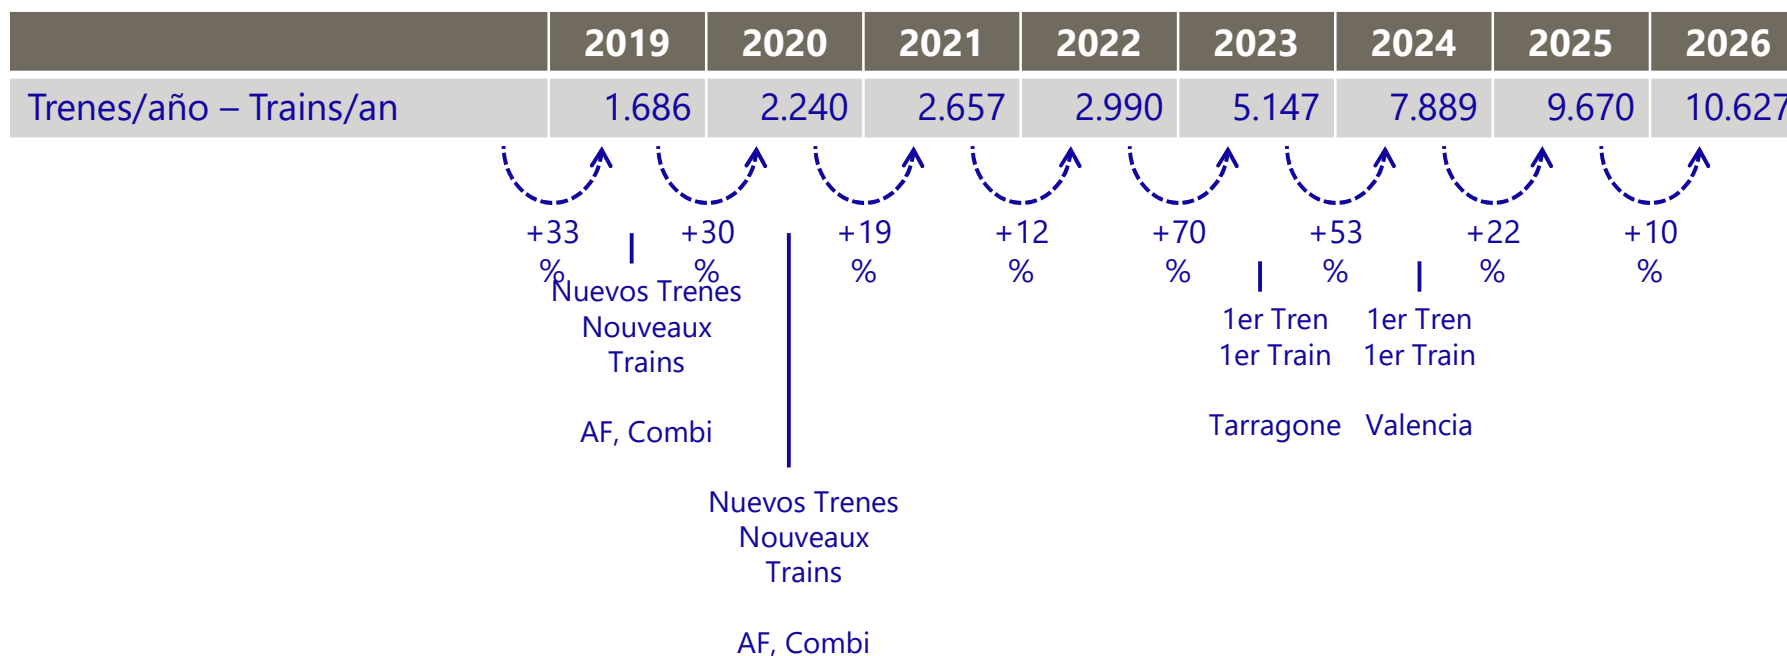 2019 2020 2021 2022 2023 2024 2025 2026
Trenes/año – Trains/an 1.686 2.240 2.657 2.990 5.147 7.889 9.670 10.627
+33
%
+30
%
+19
%
+12
%
+70
%
+53
%
+22
%
+10
%
Nuevos Trenes
Nouveaux
Trains
AF, Combi
Nuevos Trenes
Nouveaux
Trains
AF, Combi
1er Tren
1er Train
Tarragone
1er Tren
1er Train
Valencia